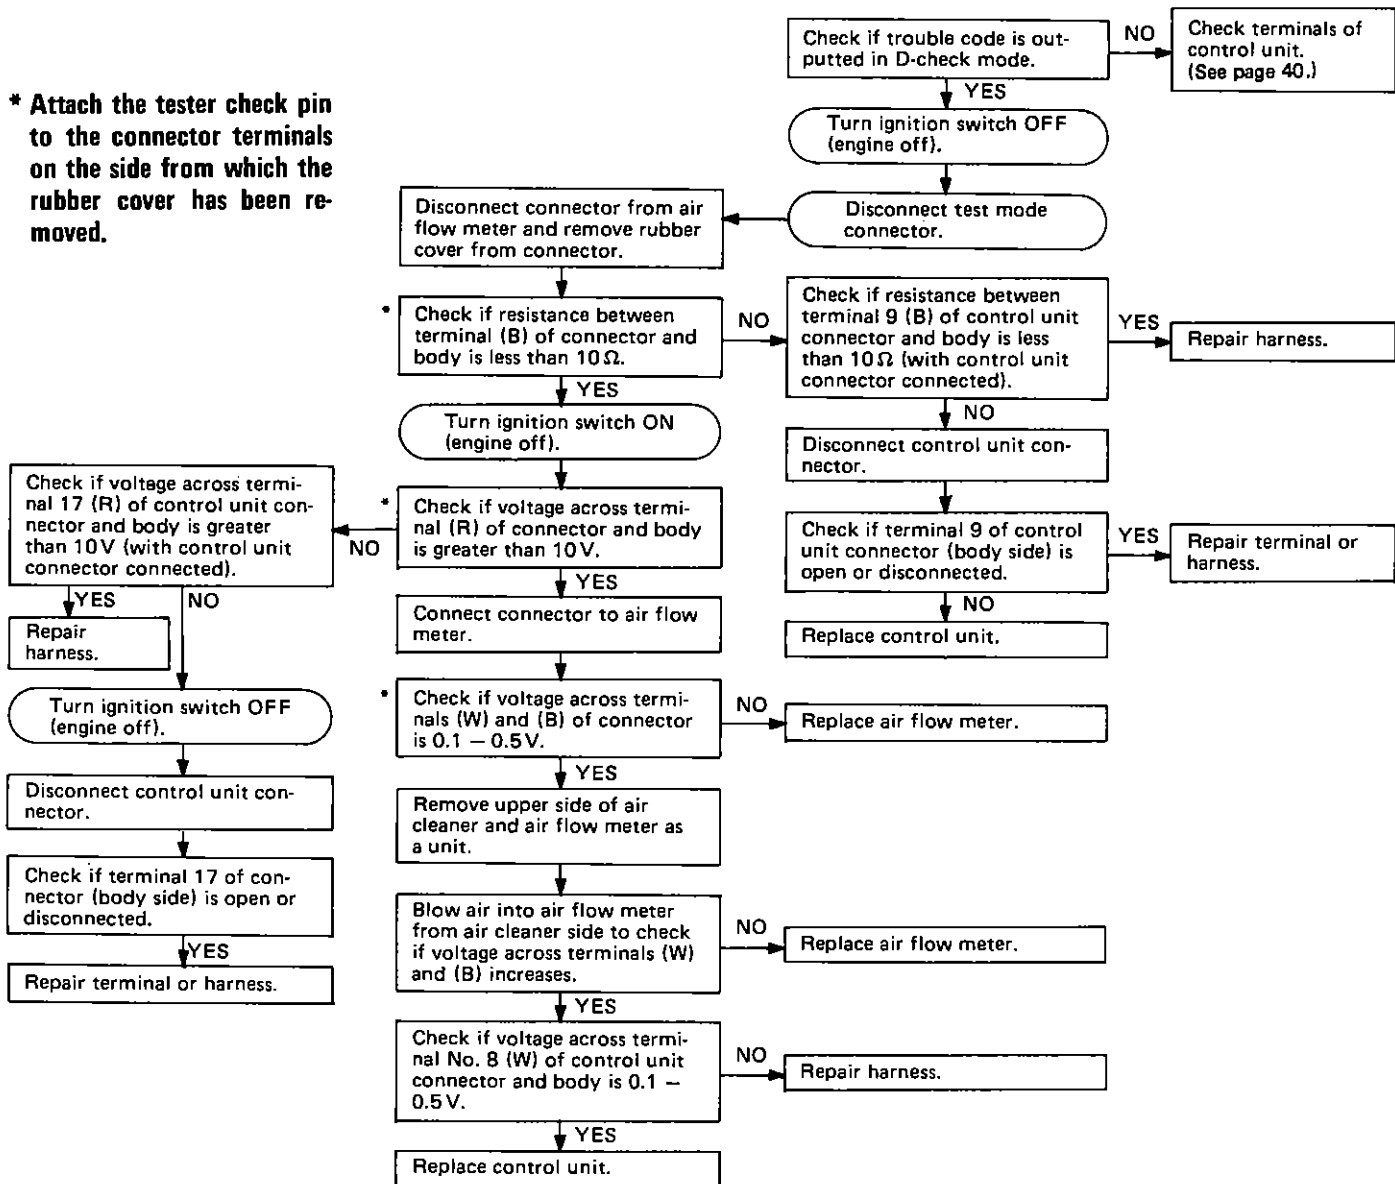 * Attach the tester check pin
to the connector terminals
on the side from which the
rubber cover has been re-
moved.
Check if trouble code is out-
putted in D-check mode.
NO
Check terminals of
control unit.
(See page 40.)
YES
Turn ignition switch OFF
(engine off).
Disconnect test mode
connector.
Disconnect connector from air
flow meter and remove rubber
cover from connector.
*
Check if resistance between
terminal (B) of connector and
body is less than 10Ω.
NO
Check if resistance between
terminal 9 (B) of control unit
connector and body is less
than 10Ω (with control unit
connector connected).
YES
Repair harness.
NO
Disconnect control unit con-
nector.
Check if terminal 9 of control
unit connector (body side) is
open or disconnected.
YES
Repair terminal or
harness.
NO
Replace control unit.
YES
Turn ignition switch ON
(engine off).
*
Check if voltage across termi-
nal (R) of connector and body
is greater than 10V.
NO
Check if voltage across termi-
nal 17 (R) of control unit con-
nector and body is greater
than 10V (with control unit
connector connected).
YES
Repair
harness.
NO
Turn ignition switch OFF
(engine off).
Disconnect control unit con-
nector.
Check if terminal 17 of con-
nector (body side) is open or
disconnected.
YES
Repair terminal or harness.
YES
Connect connector to air flow
meter.
*
Check if voltage across termi-
nals (W) and (B) of connector
is 0.1 – 0.5V.
NO
Replace air flow meter.
YES
Remove upper side of air
cleaner and air flow meter as
a unit.
Blow air into air flow meter
from air cleaner side to check
if voltage across terminals (W)
and (B) increases.
NO
Replace air flow meter.
YES
Check if voltage across termi-
nal No. 8 (W) of control unit
connector and body is 0.1 –
0.5V.
NO
Repair harness.
YES
Replace control unit.